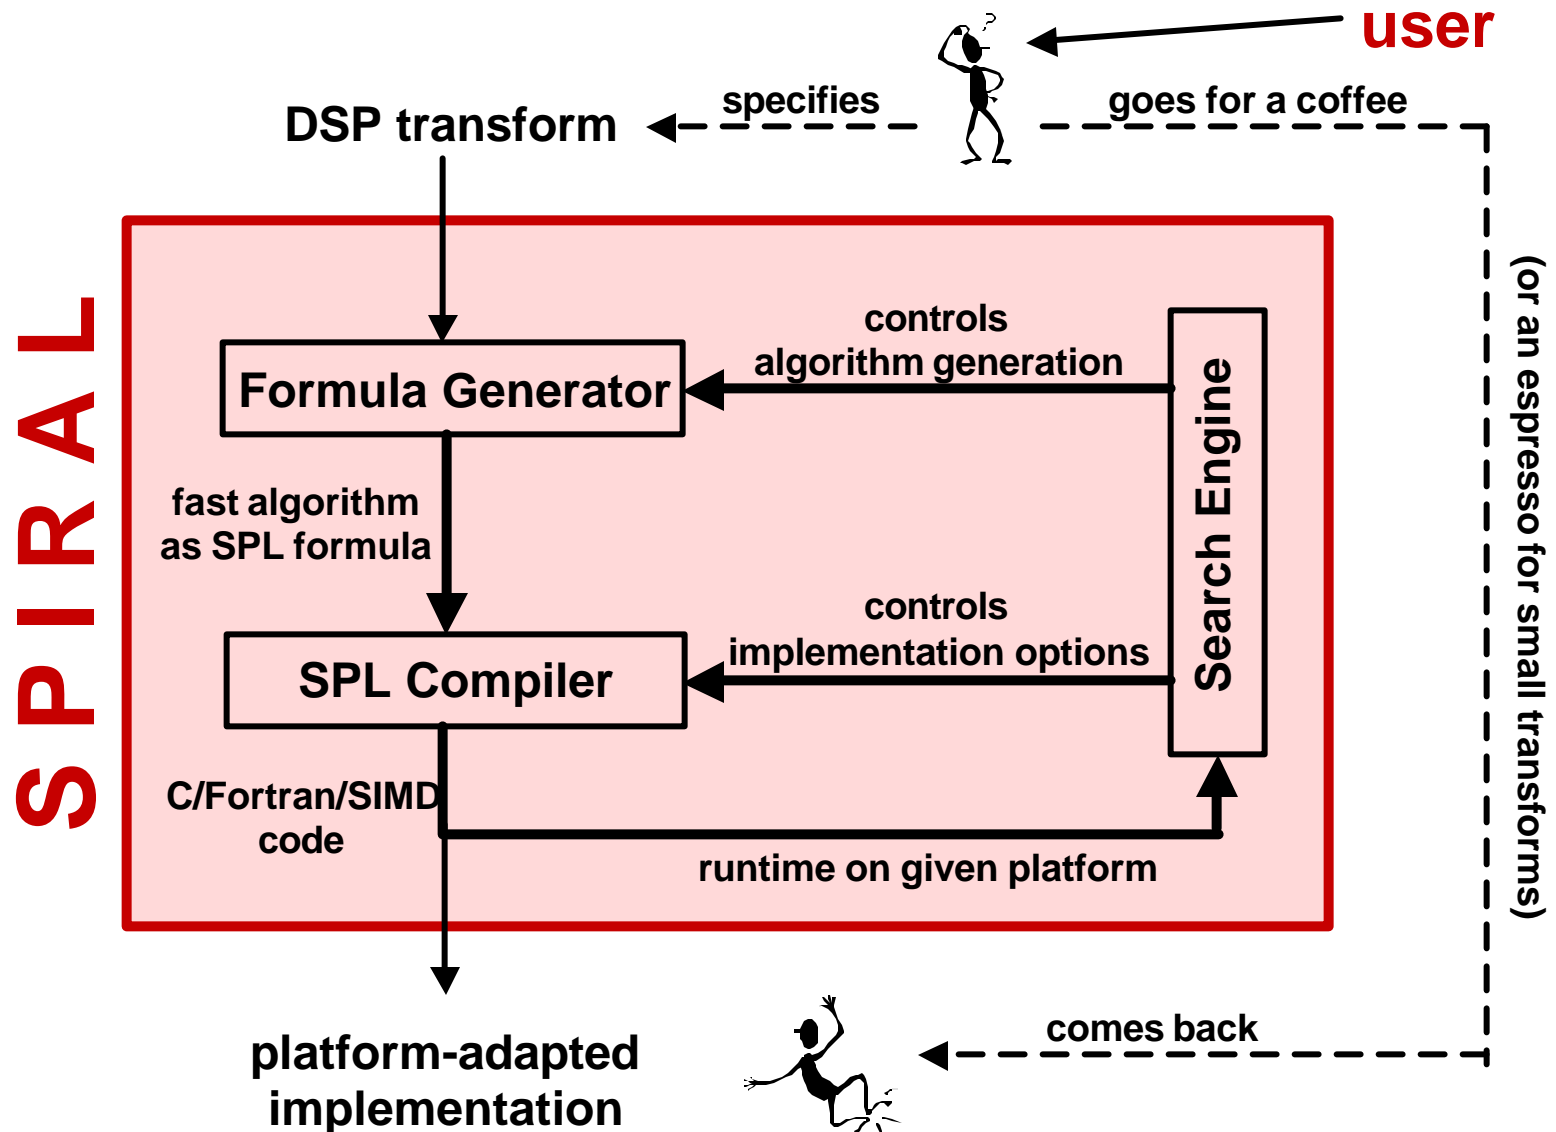 user
?
specifies
goes for a coffee
DSP transform
SPIRAL
controls
algorithm generation
Formula Generator
Search Engine
(or an espresso for small transforms)
fast algorithm
as SPL formula
controls
implementation options
SPL Compiler
C/Fortran/SIMD
code
runtime on given platform
comes back
platform-adapted
implementation